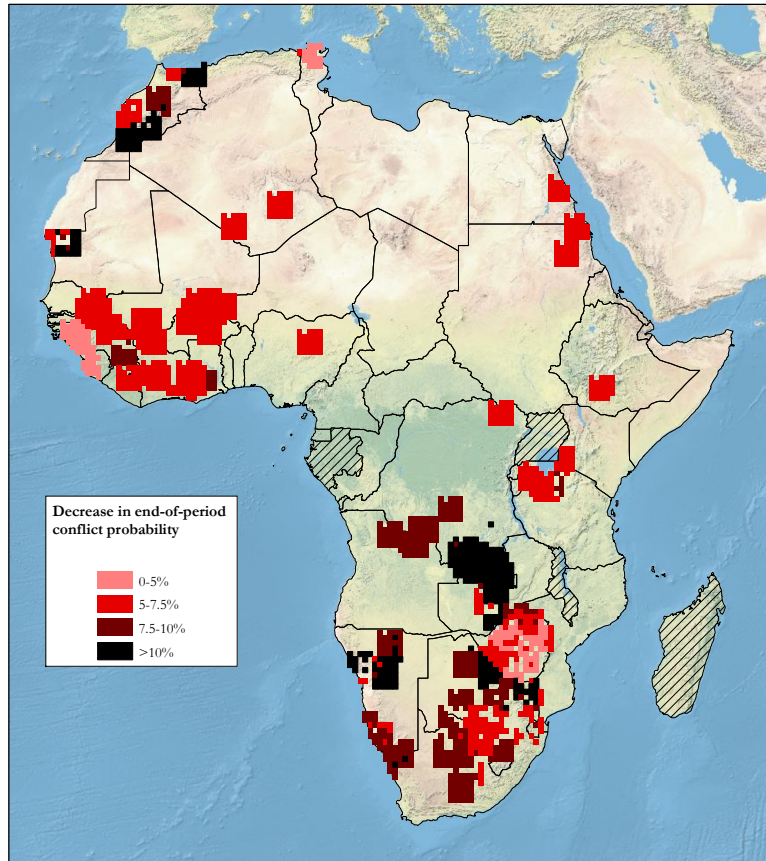 Decrease in end-of-period
conflict probability
0-5%
5-7.5%
7.5-10%
>10%